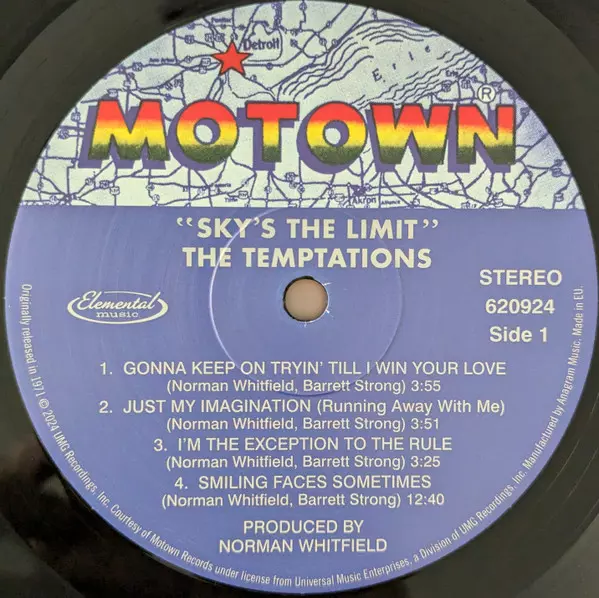 Detroit
Erie
MOTOWN®
Akron
"SKY'S THE LIMIT"
THE TEMPTATIONS
Elemental
music
STEREO
620924
Side 1
1. GONNA KEEP ON TRYIN' TILL I WIN YOUR LOVE
(Norman Whitfield, Barrett Strong) 3:55
2. JUST MY IMAGINATION (Running Away With Me)
(Norman Whitfield, Barrett Strong) 3:51
3. I'M THE EXCEPTION TO THE RULE
(Norman Whitfield, Barrett Strong) 3:25
4. SMILING FACES SOMETIMES
(Norman Whitfield, Barrett Strong) 12:40
PRODUCED BY
NORMAN WHITFIELD
Originally released in 1971 © 2024 UMG Recordings, Inc. Courtesy of Motown Records under license from Universal Music Enterprises, a Division of UMG Recordings, Inc. Manufactured by Anagram Music. Made in EU.